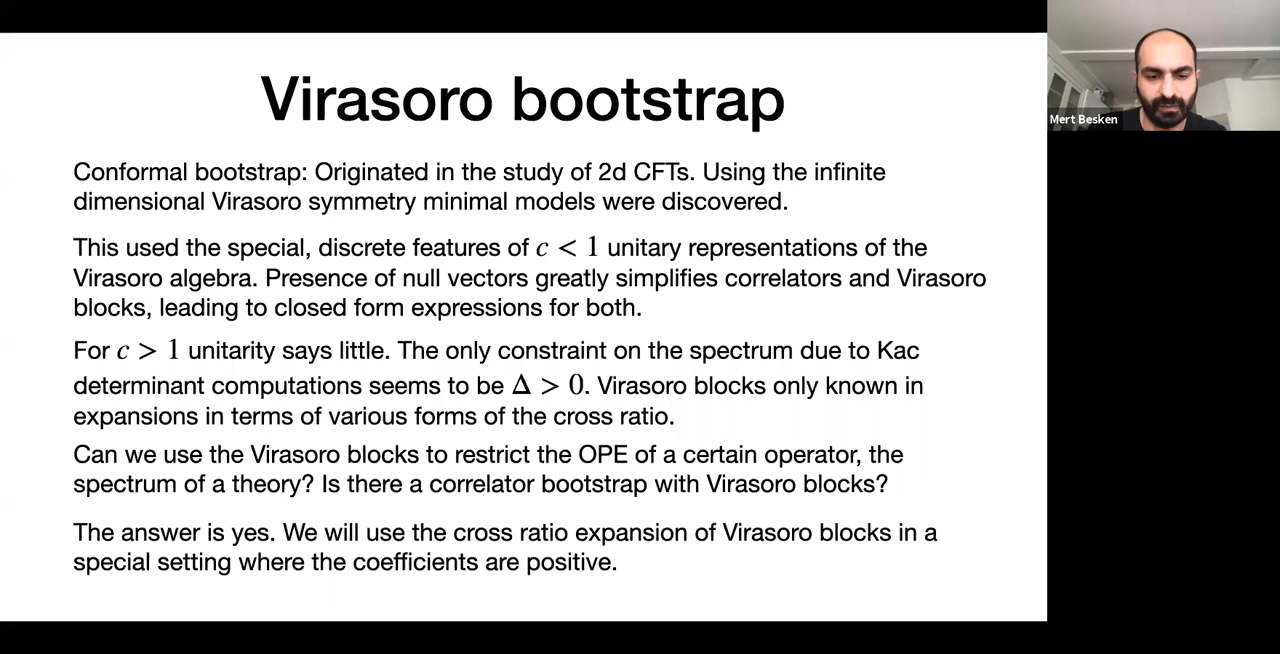 Virasoro bootstrap
Conformal bootstrap: Originated in the study of 2d CFTs. Using the infinite
dimensional Virasoro symmetry minimal models were discovered.
This used the special, discrete features of c < 1 unitary representations of the
Virasoro algebra. Presence of null vectors greatly simplifies correlators and Virasoro
blocks, leading to closed form expressions for both.
For c > 1 unitarity says little. The only constraint on the spectrum due to Kac
determinant computations seems to be Δ > 0. Virasoro blocks only known in
expansions in terms of various forms of the cross ratio.
Can we use the Virasoro blocks to restrict the OPE of a certain operator, the
spectrum of a theory? Is there a correlator bootstrap with Virasoro blocks?
The answer is yes. We will use the cross ratio expansion of Virasoro blocks in a
special setting where the coefficients are positive.
Mert Besken